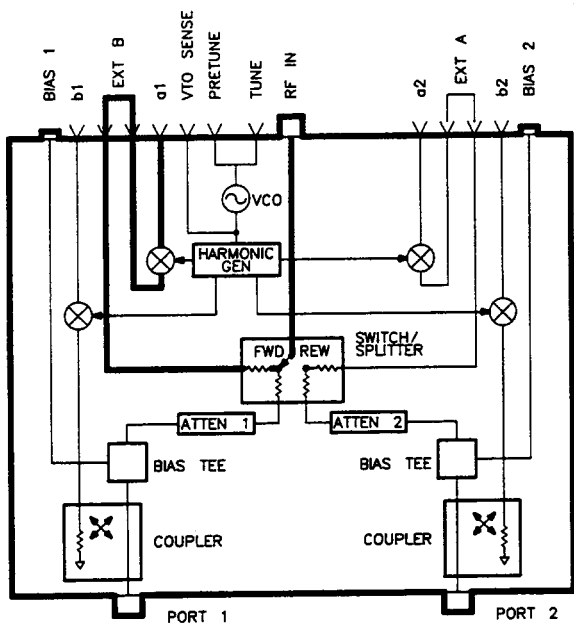 BIAS 1
b1
EXT B
a1
VTO SENSE
PRETUNE
TUNE
RF IN
a2
EXT A
b2
BIAS 2
VCO
HARMONIC
GEN
SWITCH/
SPLITTER
FWD REW
ATTEN 1
ATTEN 2
BIAS TEE
BIAS TEE
COUPLER
COUPLER
PORT 1
PORT 2